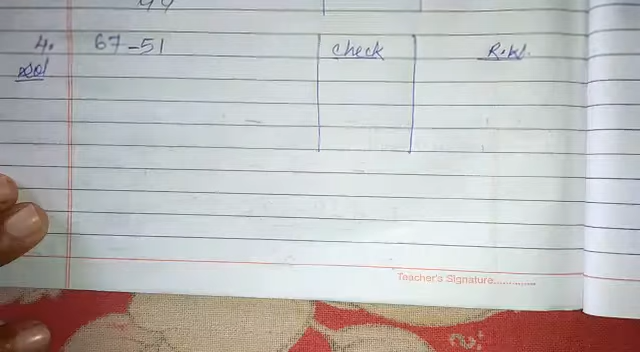 4. 67-51 check R.W.
Sol
Teacher's Signature..............